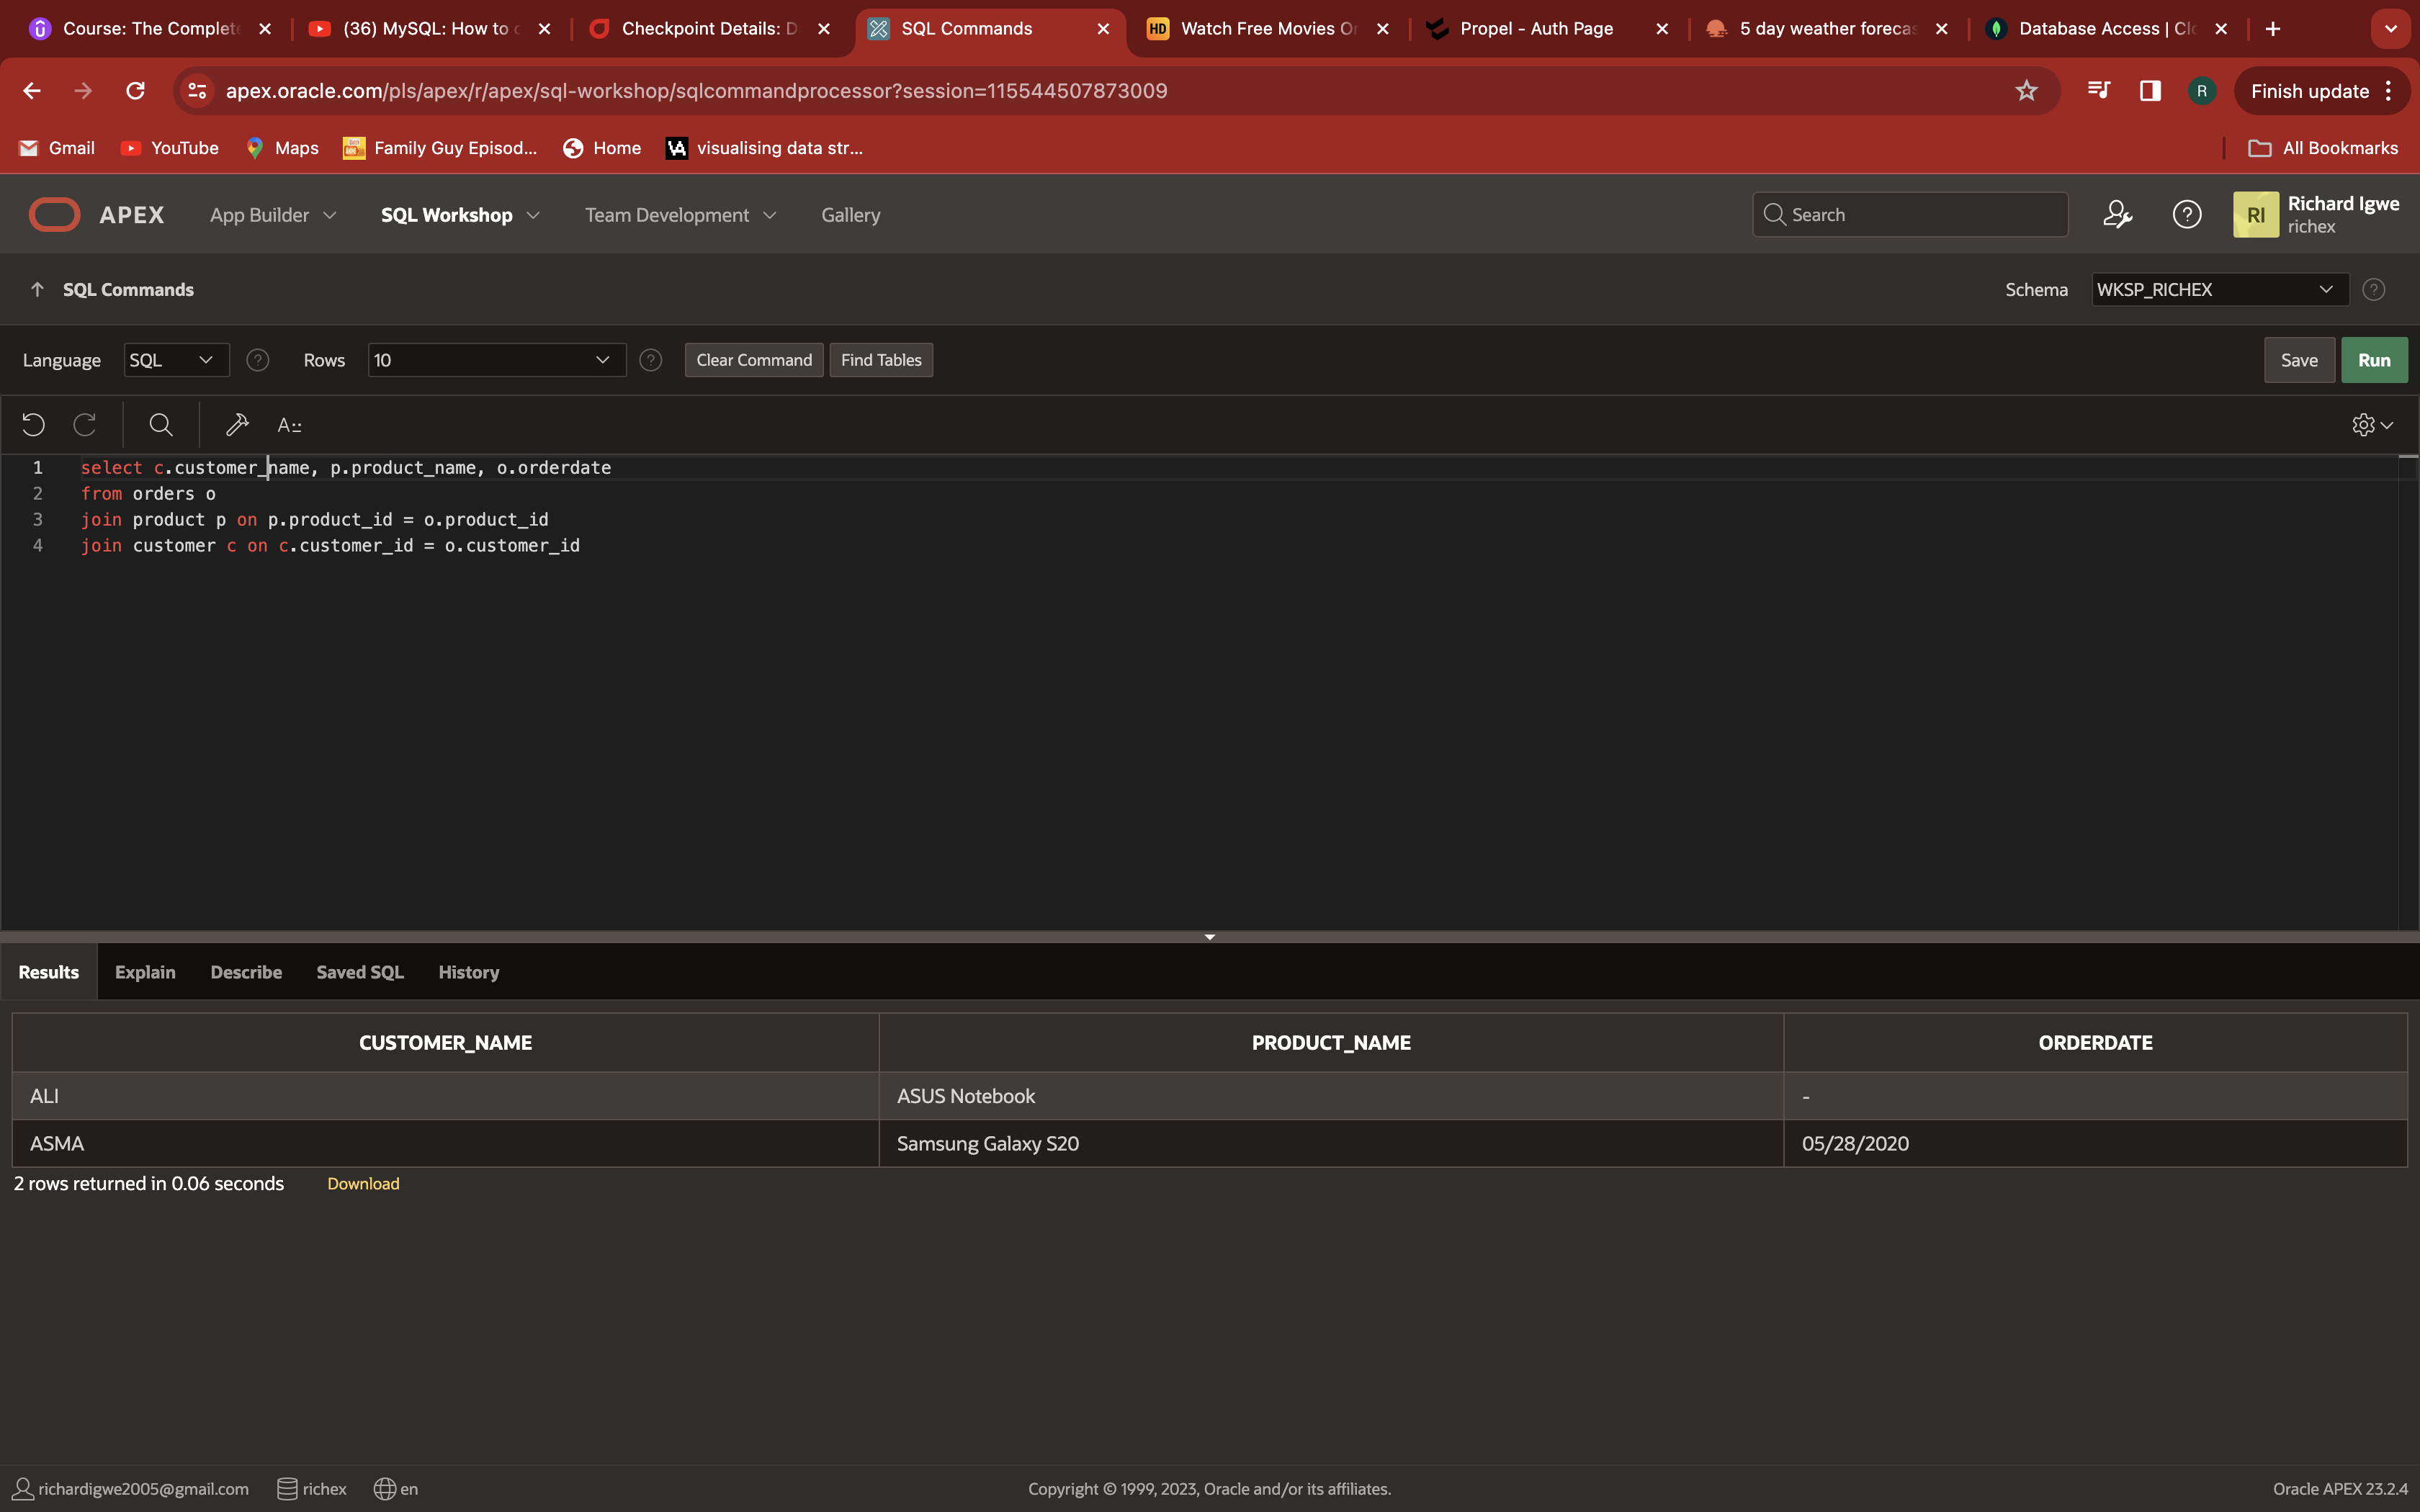 Course: The Complete
(36) MySQL: How to c
Checkpoint Details: D
SQL Commands
HD Watch Free Movies On
Propel - Auth Page
5 day weather forecas
Database Access | Clo
apex.oracle.com/pls/apex/r/apex/sql-workshop/sqlcommandprocessor?session=115544507873009
R
Finish update
Gmail
YouTube
Maps
Family Guy Episod...
Home
visualising data str...
All Bookmarks
APEX
App Builder
SQL Workshop
Team Development
Gallery
Search
RI
Richard Igwe
richex
SQL Commands
Schema
WKSP_RICHEX
Language
SQL
Rows
10
Clear Command
Find Tables
Save
Run
1 select c.customer_name, p.product_name, o.orderdate
2 from orders o
3 join product p on p.product_id = o.product_id
4 join customer c on c.customer_id = o.customer_id
Results
Explain
Describe
Saved SQL
History
CUSTOMER_NAME PRODUCT_NAME ORDERDATE
ALI ASUS Notebook -
ASMA Samsung Galaxy S20 05/28/2020
2 rows returned in 0.06 seconds
Download
richardigwe2005@gmail.com
richex
en
Copyright © 1999, 2023, Oracle and/or its affiliates.
Oracle APEX 23.2.4